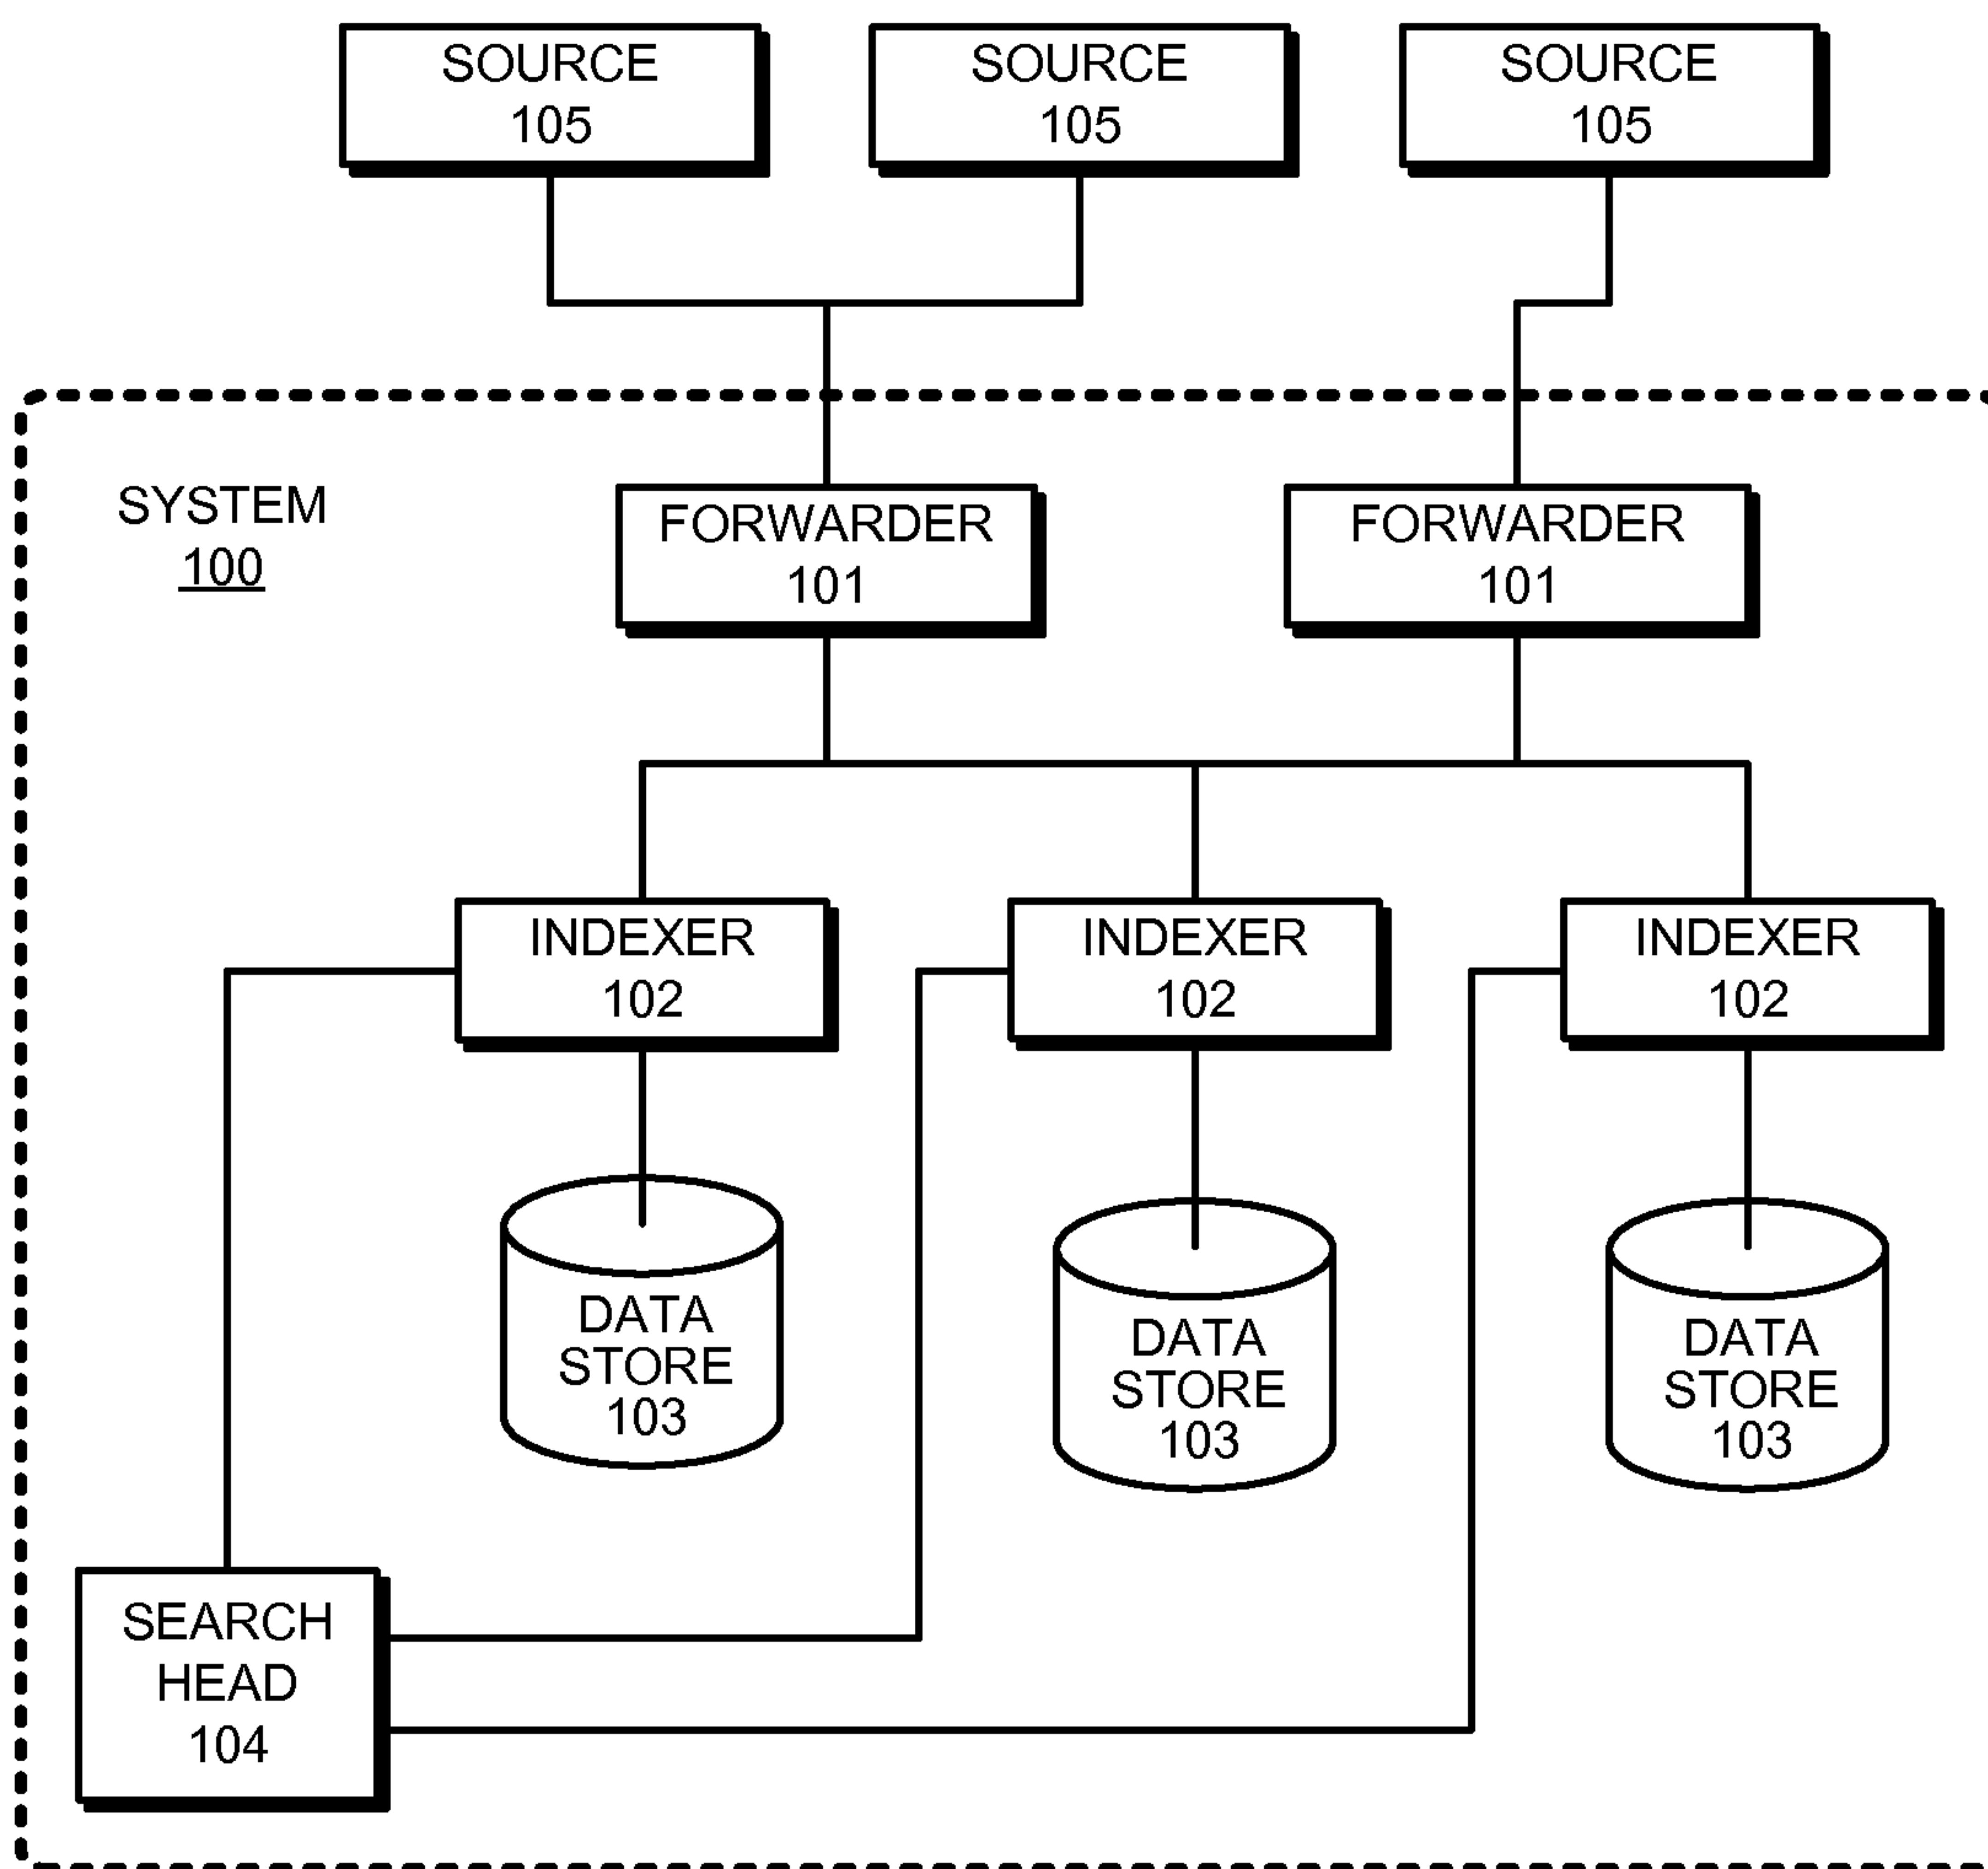 SOURCE
105
SOURCE
105
SOURCE
105
SYSTEM
100
FORWARDER
101
FORWARDER
101
INDEXER
102
INDEXER
102
INDEXER
102
DATA
STORE
103
DATA
STORE
103
DATA
STORE
103
SEARCH
HEAD
104